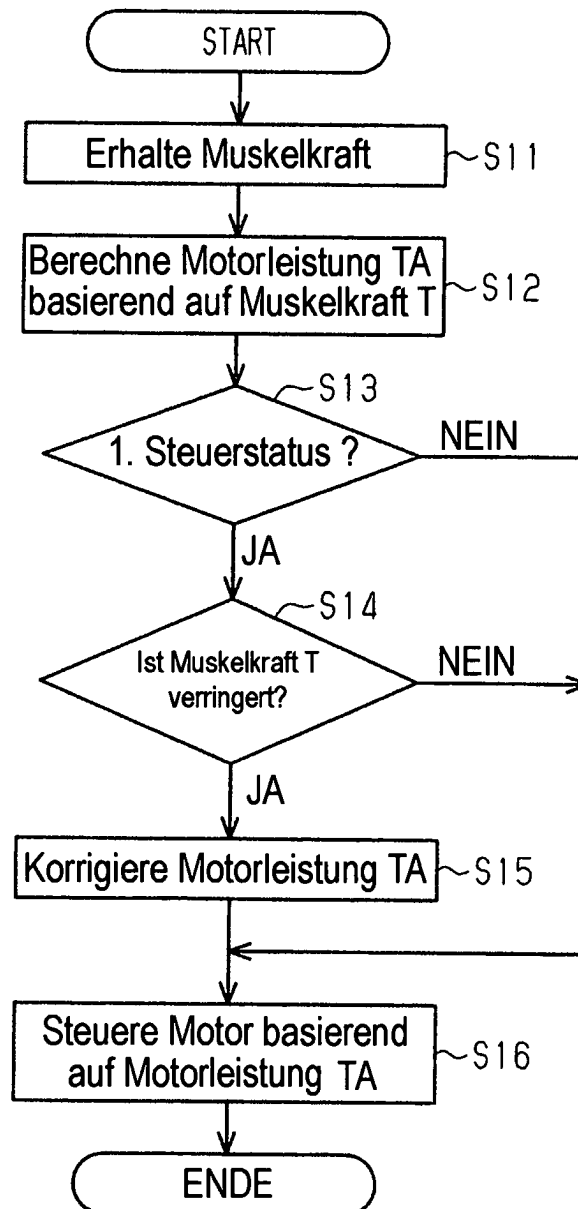 START
Erhalte Muskelkraft
S11
Berechne Motorleistung TA
basierend auf Muskelkraft T
S12
S13
1. Steuerstatus ?
NEIN
JA
S14
Ist Muskelkraft T
verringert?
NEIN
JA
Korrigiere Motorleistung TA
S15
Steuere Motor basierend
auf Motorleistung TA
S16
ENDE